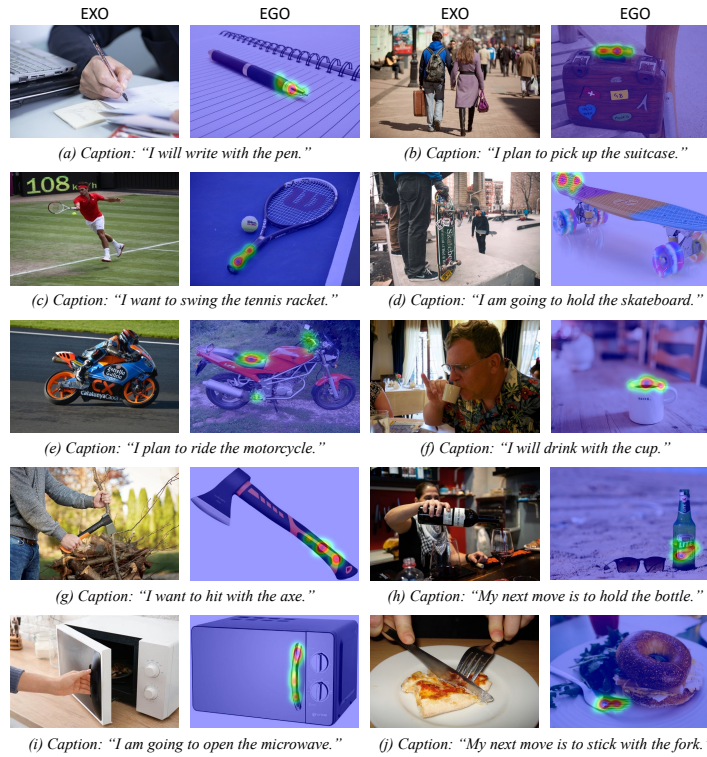 EXO EGO EXO EGO
(a) Caption: “I will write with the pen.” (b) Caption: “I plan to pick up the suitcase.”
108 km/h
W
(c) Caption: “I want to swing the tennis racket.” (d) Caption: “I am going to hold the skateboard.”
CX
catalunyaCaixa
(e) Caption: “I plan to ride the motorcycle.” (f) Caption: “I will drink with the cup.”
(g) Caption: “I want to hit with the axe.” (h) Caption: “My next move is to hold the bottle.”
(i) Caption: “I am going to open the microwave.” (j) Caption: “My next move is to stick with the fork.”